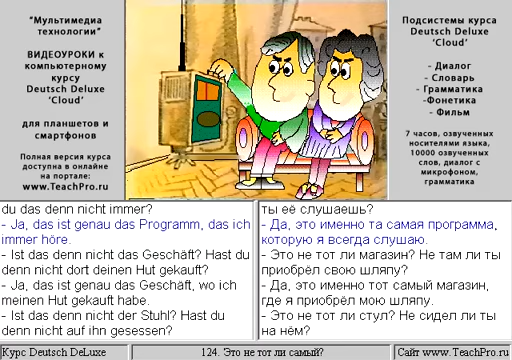 "Мультимедиа
технологии"
ВИДЕОУРОКИ к
компьютерному
курсу
Deutsch Deluxe
'Cloud'
для планшетов и
смартфонов
Полная версия курса
доступна в онлайне
на портале:
www.TeachPro.ru
Подсистемы курса
Deutsch Deluxe
'Cloud'
- Диалог
- Словарь
- Грамматика
-Фонетика
- Фильм
7 часов, озвученных
носителями языка,
10000 озвученных
слов, диалог с
микрофоном,
грамматика
du das denn nicht immer?
- Ja, das ist genau das Programm, das ich
immer höre.
- Ist das denn nicht das Geschäft? Hast du
denn nicht dort deinen Hut gekauft?
- Ja, das ist genau das Geschäft, wo ich
meinen Hut gekauft habe.
- Ist das denn nicht der Stuhl? Hast du
denn nicht auf ihn gesessen?
ты её слушаешь?
- Да, это именно та самая программа,
которую я всегда слушаю.
- Это не тот ли магазин? Не там ли ты
приобрёл свою шляпу?
- Да, это именно тот самый магазин,
где я приобрёл мою шляпу.
- Это не тот ли стул? Не сидел ли ты
на нём?
Курс Deutsch DeLuxe
124. Это не тот ли самый?
Сайт www.TeachPro.ru